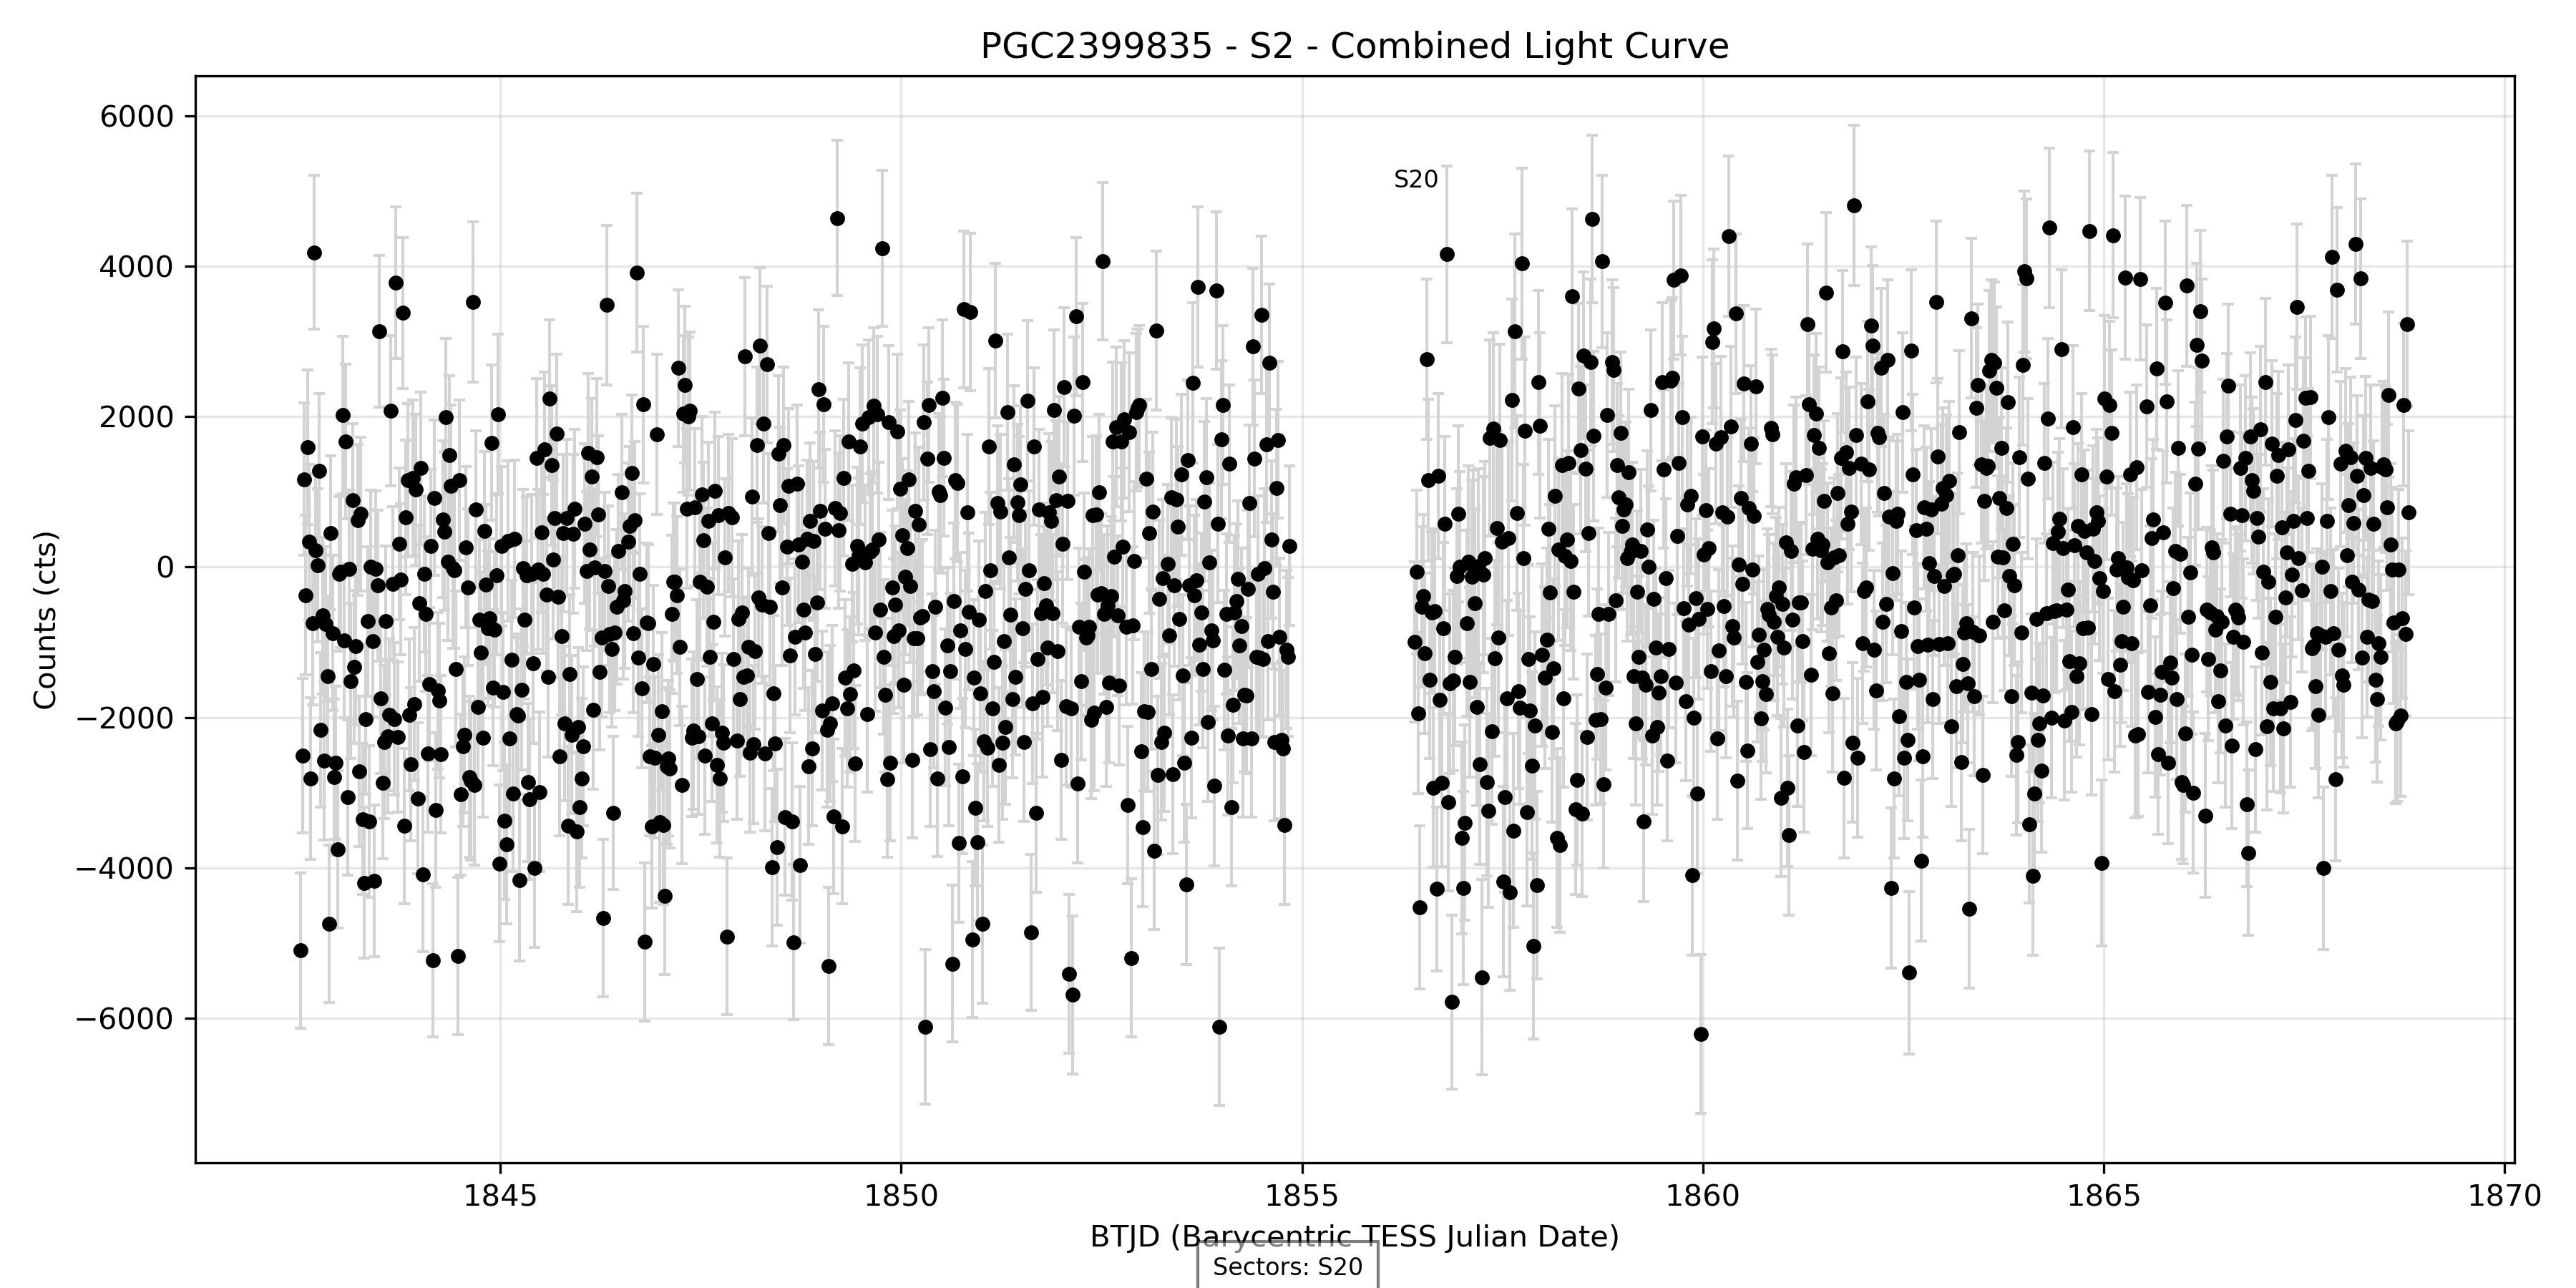 PGC2399835 - S2 - Combined Light Curve
6000
4000
2000
0
−2000
−4000
−6000
Counts (cts)
S20
1845
1850
1855
1860
1865
1870
BTJD (Barycentric TESS Julian Date)
Sectors: S20